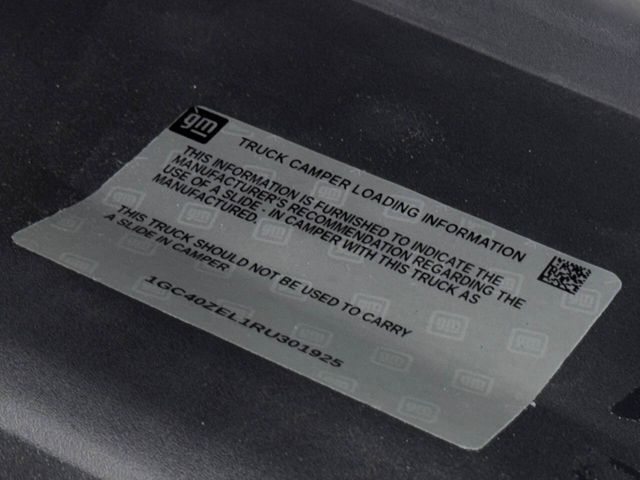 gm
TRUCK CAMPER LOADING INFORMATION
THIS INFORMATION IS FURNISHED TO INDICATE THE
MANUFACTURER'S RECOMMENDATION REGARDING THE
USE OF A SLIDE - IN CAMPER WITH THIS TRUCK AS
MANUFACTURED.
THIS TRUCK SHOULD NOT BE USED TO CARRY
A SLIDE IN CAMPER
1GC40ZEL1RU301925